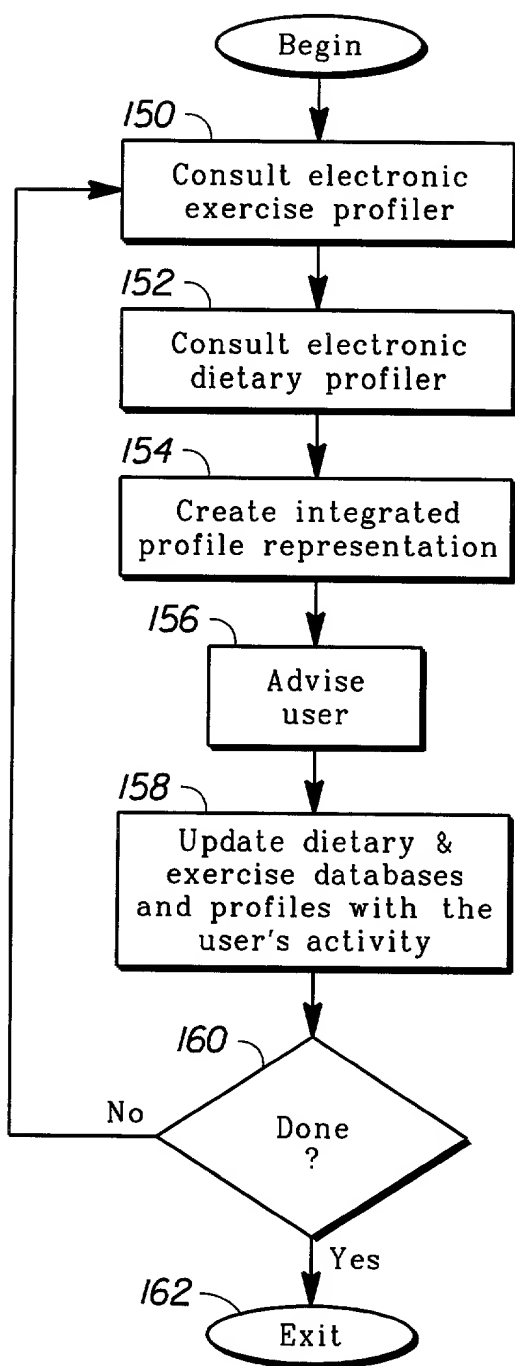 Begin
150
Consult electronic
exercise profiler
152
Consult electronic
dietary profiler
154
Create integrated
profile representation
156
Advise
user
158
Update dietary &
exercise databases
and profiles with the
user's activity
160
No
Done
?
Yes
162
Exit